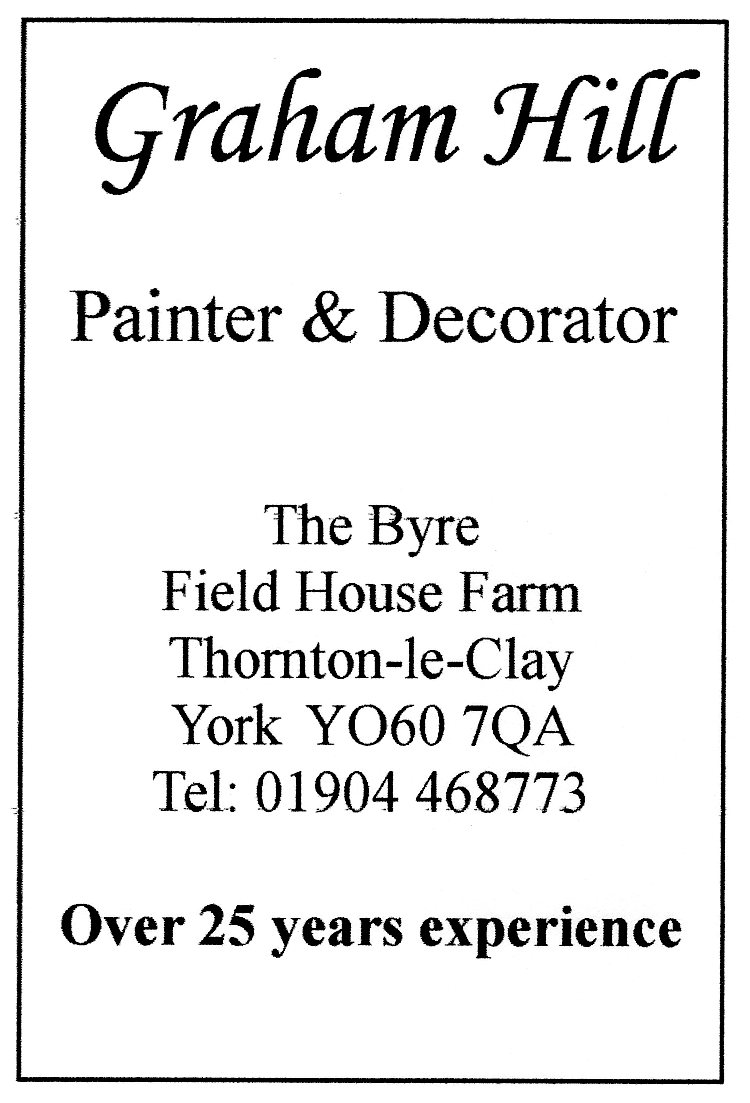 Graham Hill
Painter & Decorator
The Byre
Field House Farm
Thornton-le-Clay
York YO60 7QA
Tel: 01904 468773
Over 25 years experience